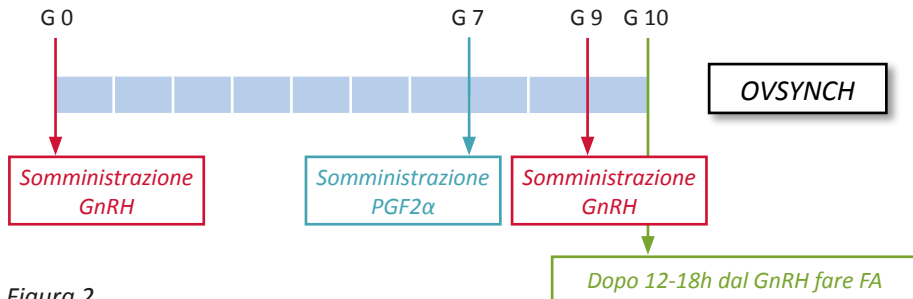 G 0
G 7
G 9
G 10
OVSYNCH
Somministrazione
GnRH
Somministrazione
PGF2α
Somministrazione
GnRH
Dopo 12-18h dal GnRH fare FA
Figura 2